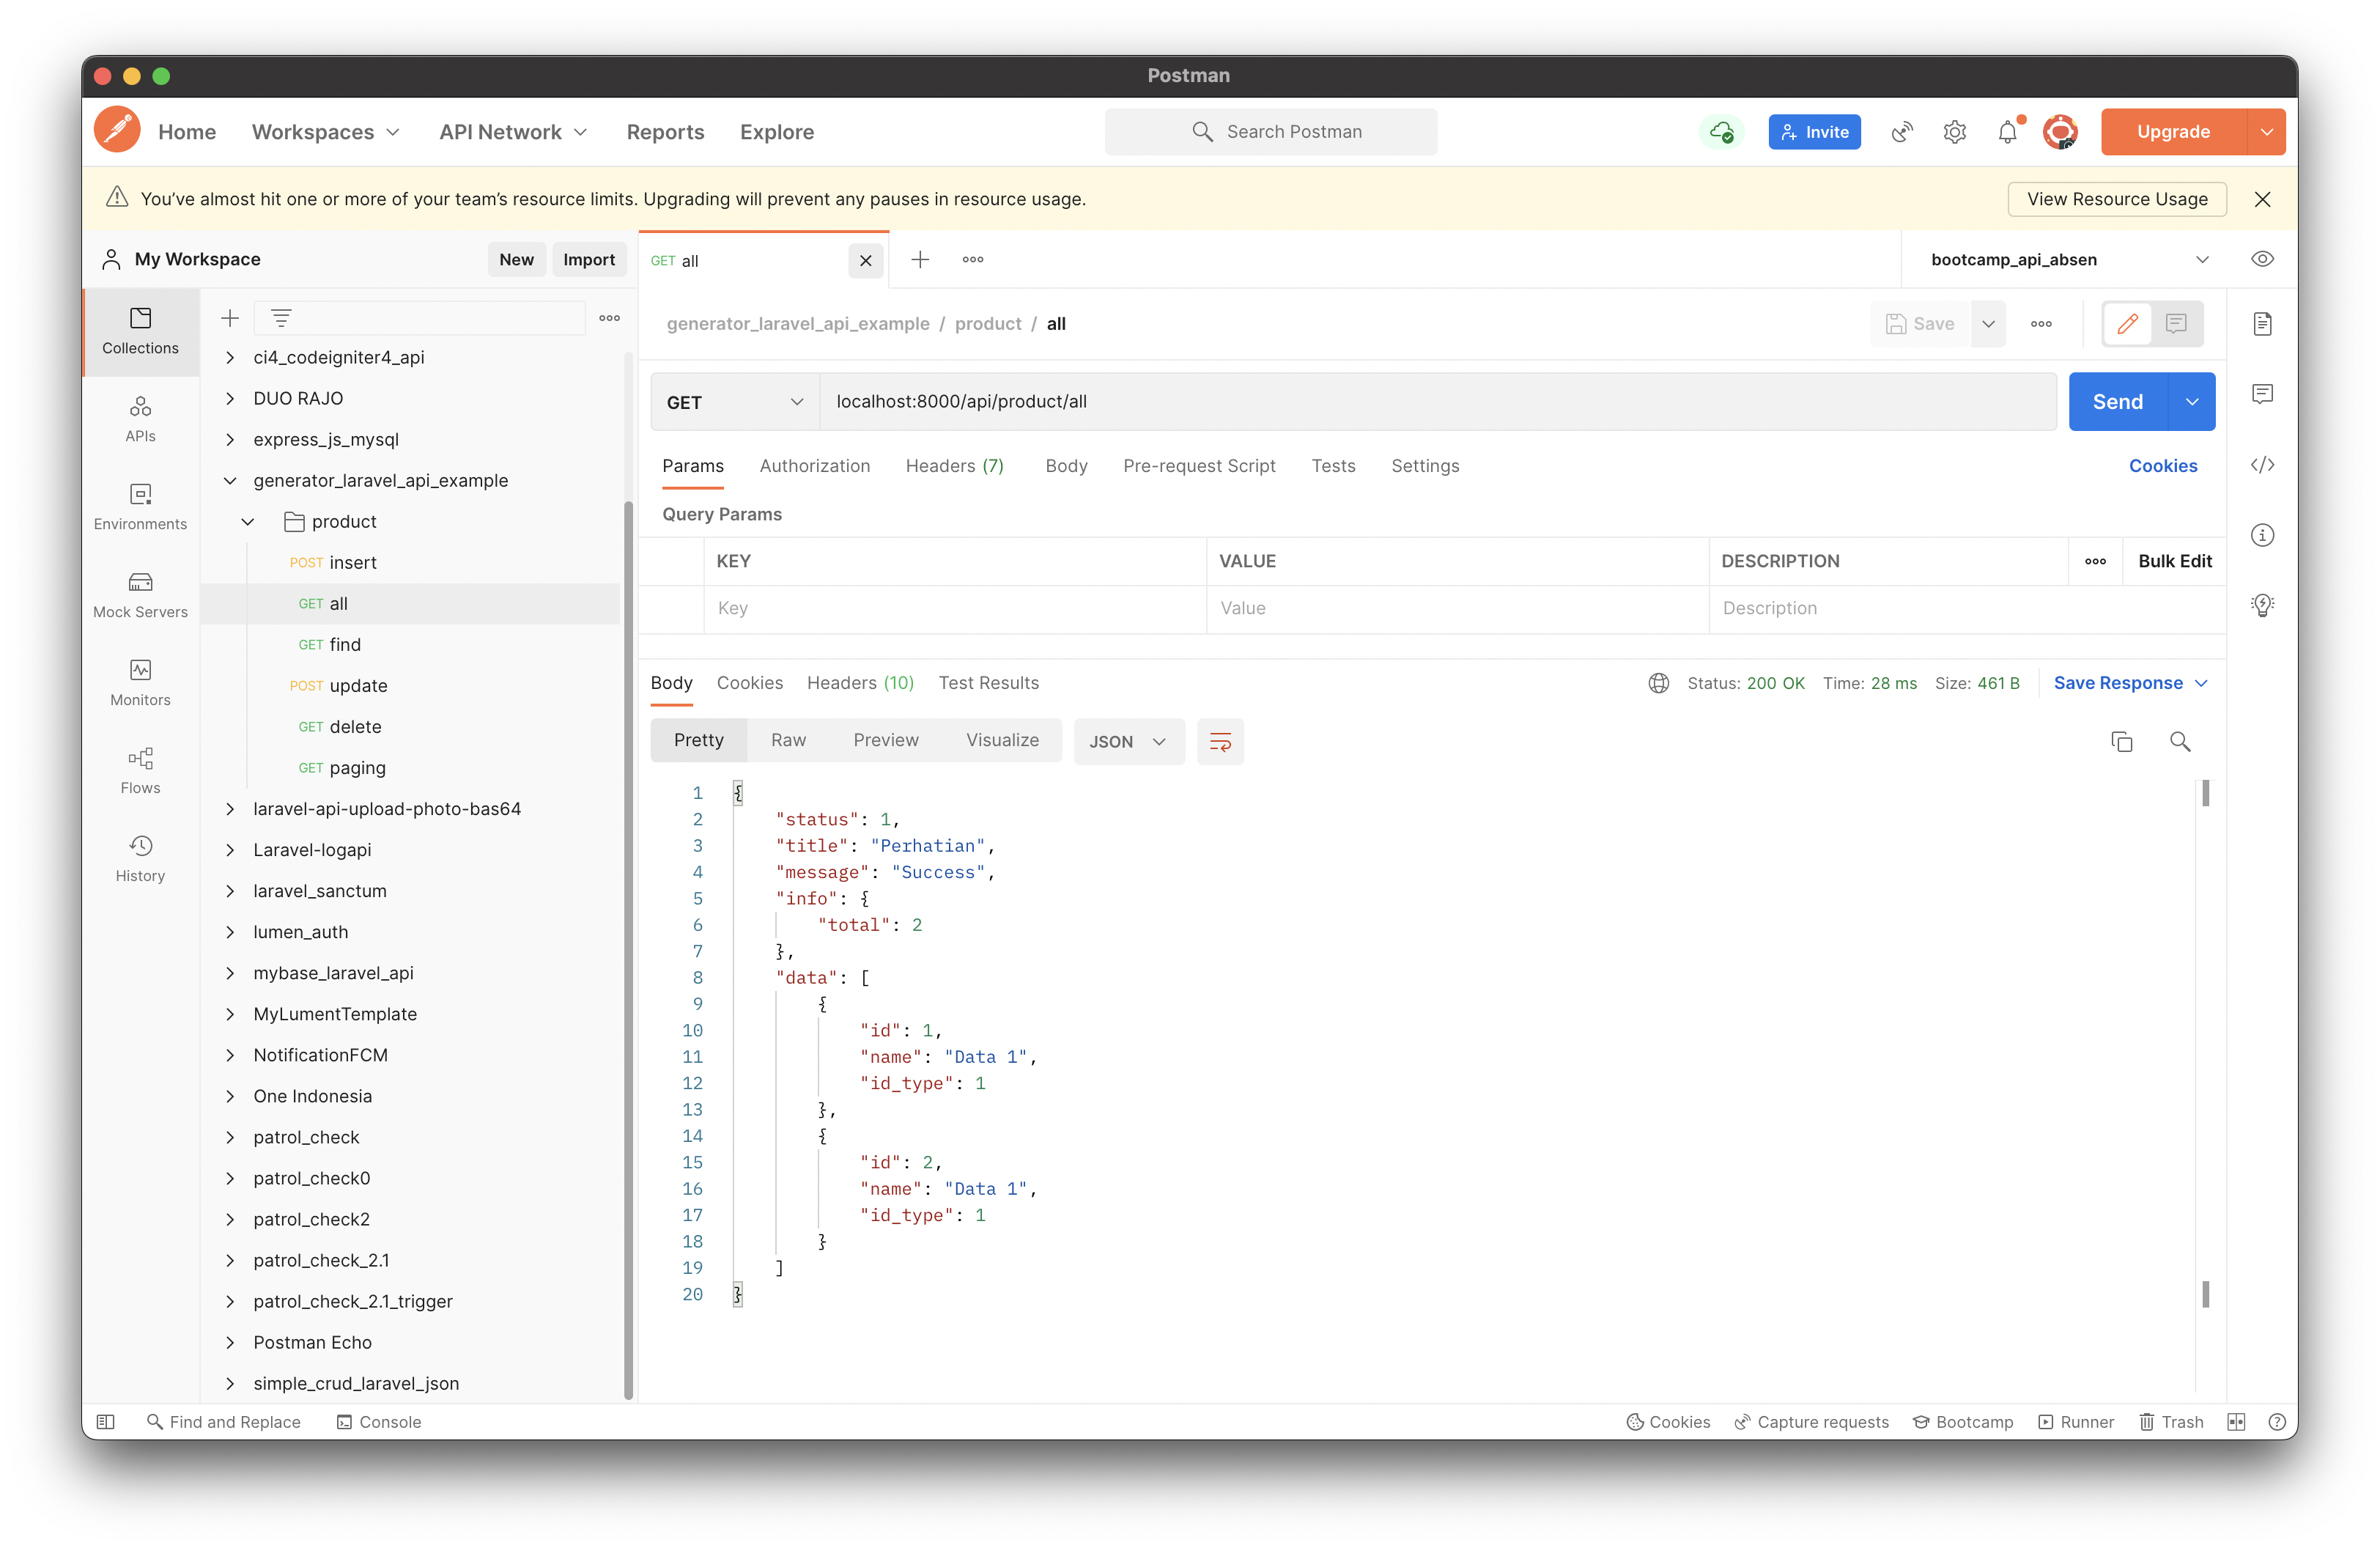 Postman
Home Workspaces API Network Reports Explore Search Postman Invite Upgrade
You've almost hit one or more of your team's resource limits. Upgrading will prevent any pauses in resource usage. View Resource Usage
My Workspace New Import
GET all bootcamp_api_absen
Collections
APIs
Environments
Mock Servers
Monitors
Flows
History
ci4_codeigniter4_api
DUO RAJO
express_js_mysql
generator_laravel_api_example
product
POST insert
GET all
GET find
POST update
GET delete
GET paging
laravel-api-upload-photo-bas64
Laravel-logapi
laravel_sanctum
lumen_auth
mybase_laravel_api
MyLumentTemplate
NotificationFCM
One Indonesia
patrol_check
patrol_check0
patrol_check2
patrol_check_2.1
patrol_check_2.1_trigger
Postman Echo
simple_crud_laravel_json
generator_laravel_api_example / product / all Save
GET localhost:8000/api/product/all Send
Params Authorization Headers (7) Body Pre-request Script Tests Settings Cookies
Query Params
KEY VALUE DESCRIPTION Bulk Edit
Key Value Description
Body Cookies Headers (10) Test Results Status: 200 OK Time: 28 ms Size: 461 B Save Response
Pretty Raw Preview Visualize JSON
1 {
2 "status": 1,
3 "title": "Perhatian",
4 "message": "Success",
5 "info": {
6 "total": 2
7 },
8 "data": [
9 {
10 "id": 1,
11 "name": "Data 1",
12 "id_type": 1
13 },
14 {
15 "id": 2,
16 "name": "Data 1",
17 "id_type": 1
18 }
19 ]
20 }
Find and Replace Console Cookies Capture requests Bootcamp Runner Trash